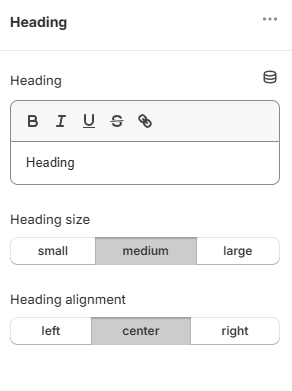 Heading
Heading
B I U S
Heading
Heading size
small medium large
Heading alignment
left center right